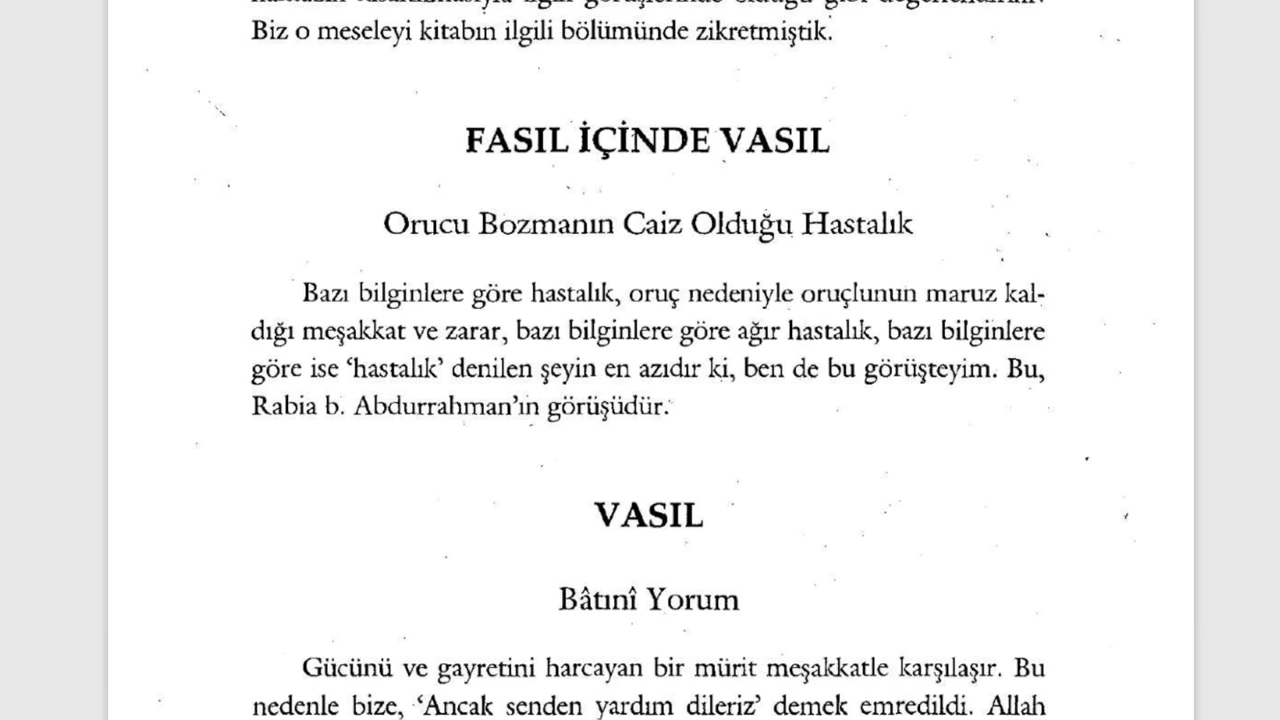 Biz o meseleyi kitabın ilgili bölümünde zikretmiştik.
FASIL İÇİNDE VASIL
Orucu Bozmanın Caiz Olduğu Hastalık
Bazı bilginlere göre hastalık, oruç nedeniyle oruçlunun maruz kal-
dığı meşakkat ve zarar, bazı bilginlere göre ağır hastalık, bazı bilginlere
göre ise ‘hastalık’ denilen şeyin en azıdır ki, ben de bu görüşteyim. Bu,
Rabia b. Abdurrahman’ın görüşüdür.
VASIL
Bâtınî Yorum
Gücünü ve gayretini harcayan bir mürit meşakkatle karşılaşır. Bu
nedenle bize, ‘Ancak senden yardım dileriz’ demek emredildi. Allah